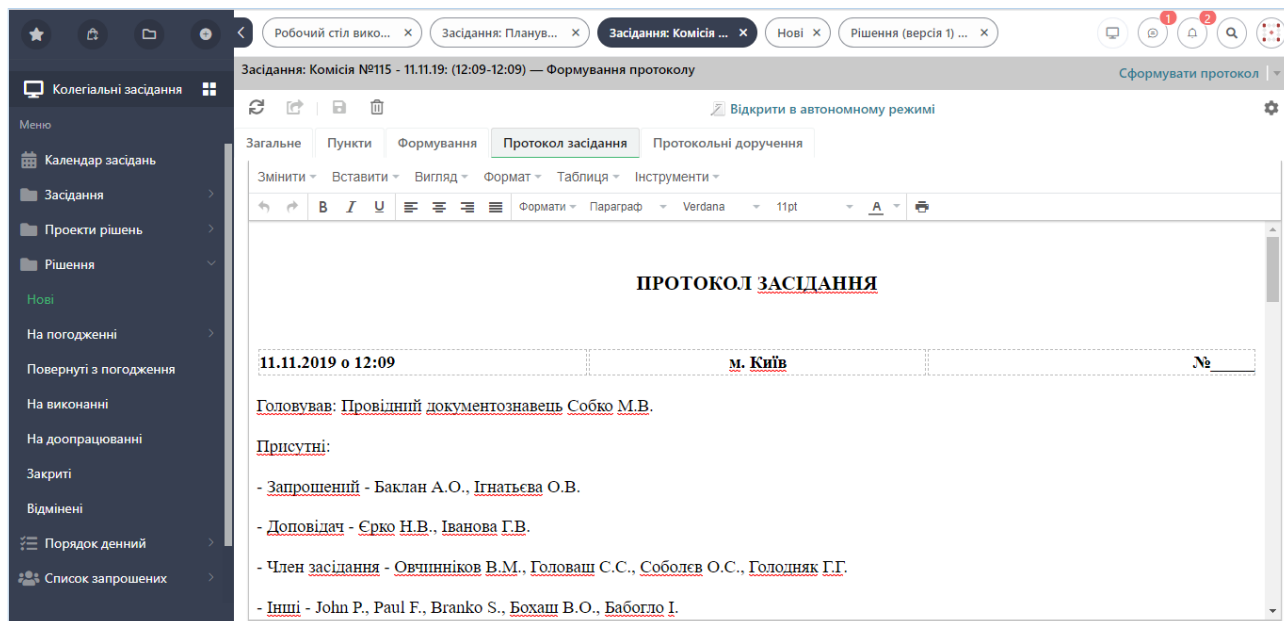 Робочий стіл вико... ×
Засідання: Планув... ×
Засідання: Комісія ... ×
Нові ×
Рішення (версія 1) ... ×
1
2
Колегіальні засідання
Меню
Календар засідань
Засідання
Проекти рішень
Рішення
Нові
На погодженні
Повернуті з погодження
На виконанні
На доопрацюванні
Закриті
Відмінені
Порядок денний
Список запрошених
Засідання: Комісія №115 - 11.11.19: (12:09-12:09) — Формування протоколу
Сформувати протокол
Відкрити в автономному режимі
Загальне Пункти Формування Протокол засідання Протокольні доручення
Змінити Вставити Вигляд Формат Таблиця Інструменти
B I U Формати Параграф Verdana 11pt A
ПРОТОКОЛ ЗАСІДАННЯ
11.11.2019 о 12:09 м. Київ №_____
Головував: Провідний документознавець Собко М.В.
Присутні:
- Запрошений - Баклан А.О., Ігнатьєва О.В.
- Доповідач - Єрко Н.В., Іванова Г.В.
- Член засідання - Овчинніков В.М., Головаш С.С., Соболєв О.С., Голодняк Г.Г.
- Інші - John P., Paul F., Branko S., Бохаш В.О., Бабогло І.